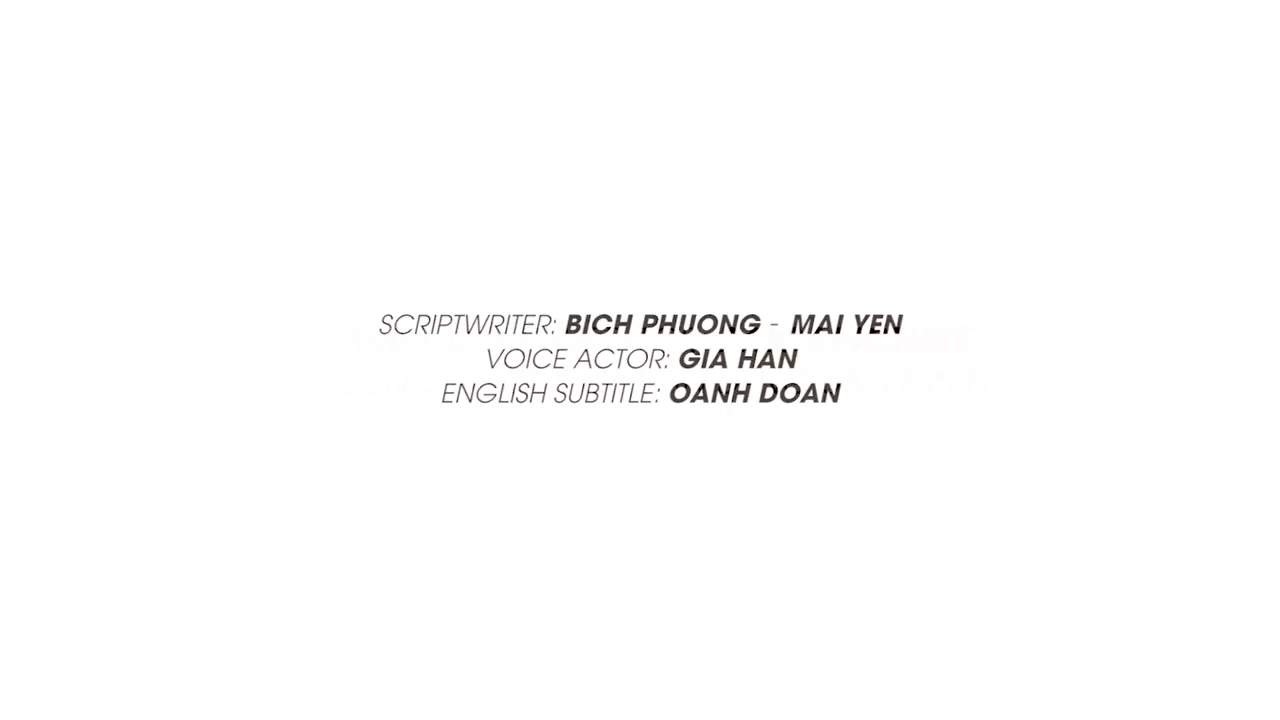 SCRIPTWRITER: BICH PHUONG - MAI YEN
VOICE ACTOR: GIA HAN
ENGLISH SUBTITLE: OANH DOAN